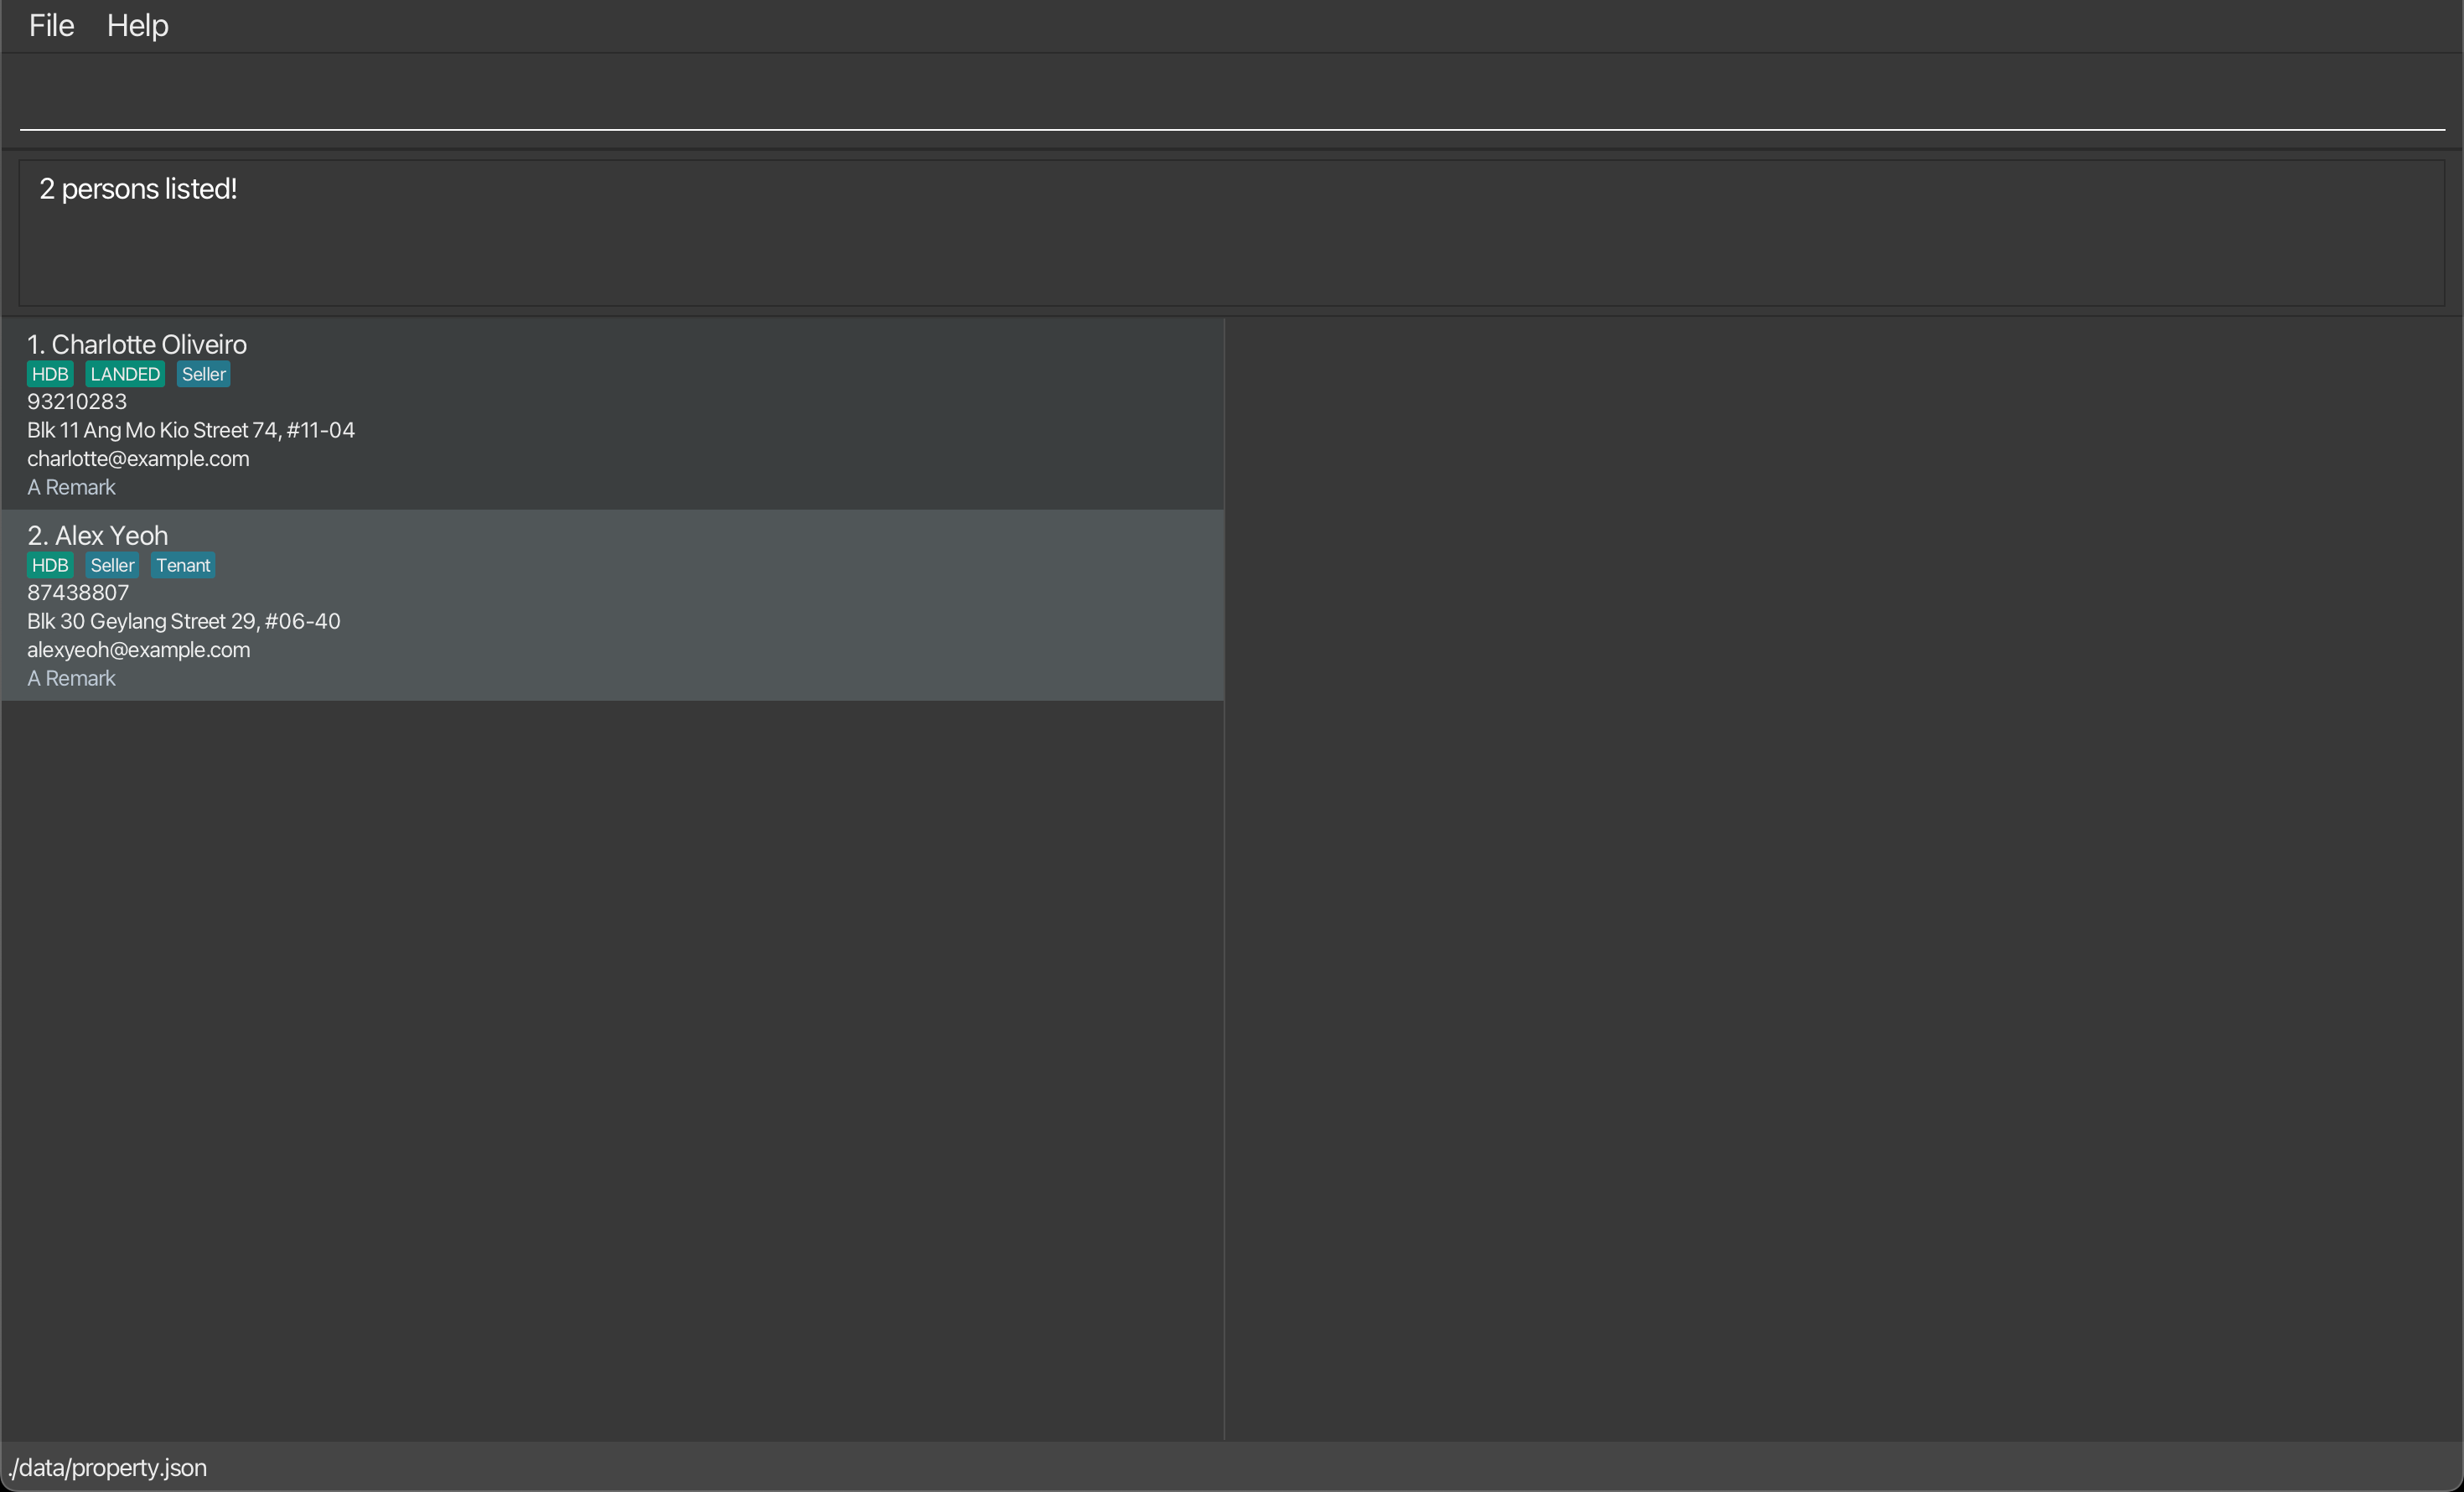 File Help
2 persons listed!
1. Charlotte Oliveiro
HDB LANDED Seller
93210283
Blk 11 Ang Mo Kio Street 74, #11-04
charlotte@example.com
A Remark
2. Alex Yeoh
HDB Seller Tenant
87438807
Blk 30 Geylang Street 29, #06-40
alexyeoh@example.com
A Remark
./data/property.json